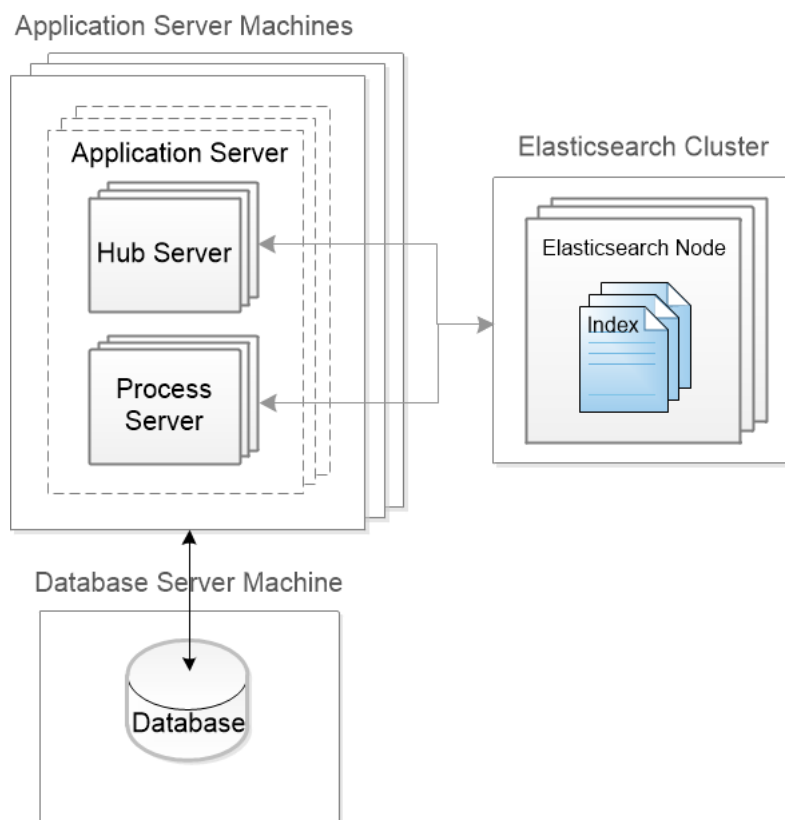 Application Server Machines
Application Server
Hub Server
Process
Server
Elasticsearch Cluster
Elasticsearch Node
Index
Database Server Machine
Database